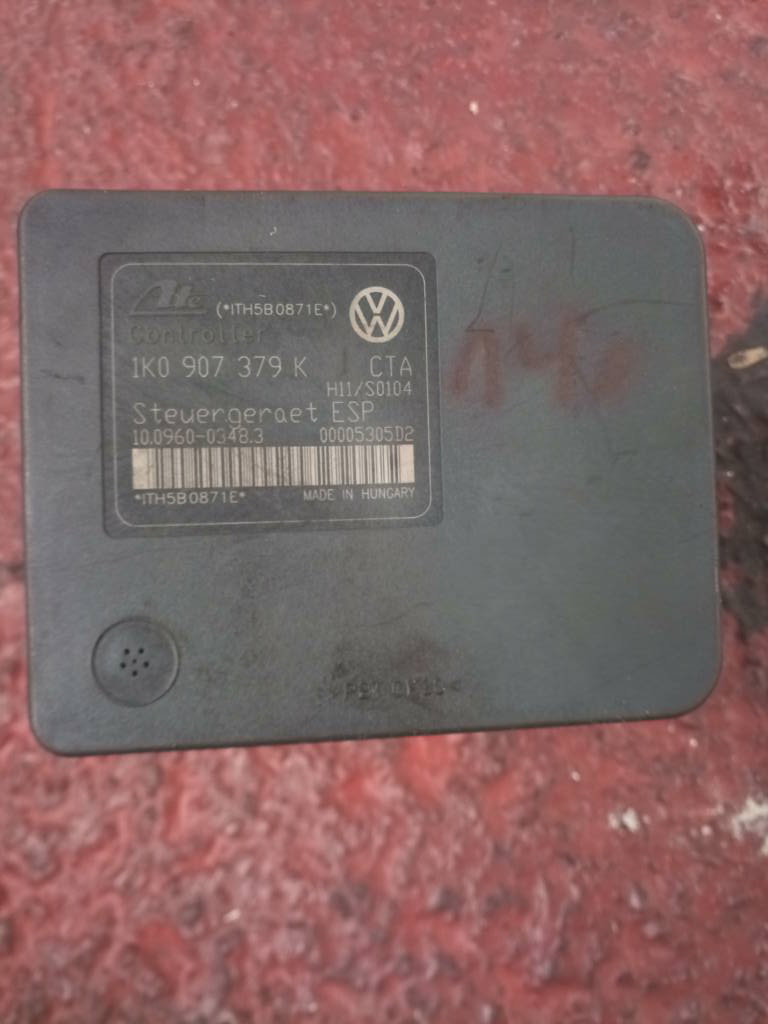 Ate (*1TH5B0871E*)
Controller
1K0 907 379 K CTA
H11/S0104
Steuergeraet ESP
10.0960-0348.3 00005305D2
*1TH5B0871E* MADE IN HUNGARY